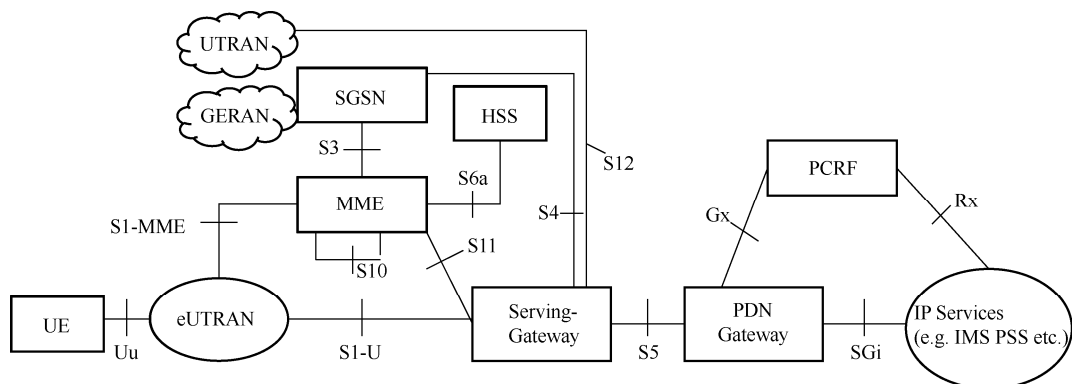 UTRAN
SGSN
GERAN
HSS
S3
S12
PCRF
S6a
MME
S4
Gx
Rx
S1-MME
S11
S10
UE
eUTRAN
Serving-
Gateway
PDN
Gateway
IP Services
(e.g. IMS PSS etc.)
Uu
S1-U
S5
SGi